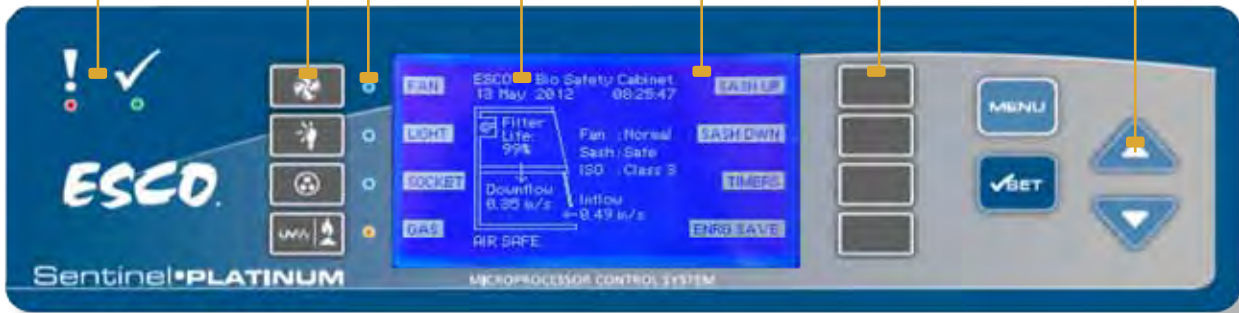 !
ESCO.
Sentinel•PLATINUM
UV
FAN
LIGHT
SOCKET
GAS
ESCO Bio Safety Cabinet
13 May 2012 08:25:47
Filter
Life:
99%
Fan :Normal
Sash:Safe
ISO :Class 3
Downflow
0.35 m/s
Inflow
0.49 m/s
AIR SAFE
SASH UP
SASH DWN
TIMERS
ENRG SAVE
MICROPROCESSOR CONTROL SYSTEM
MENU
SET